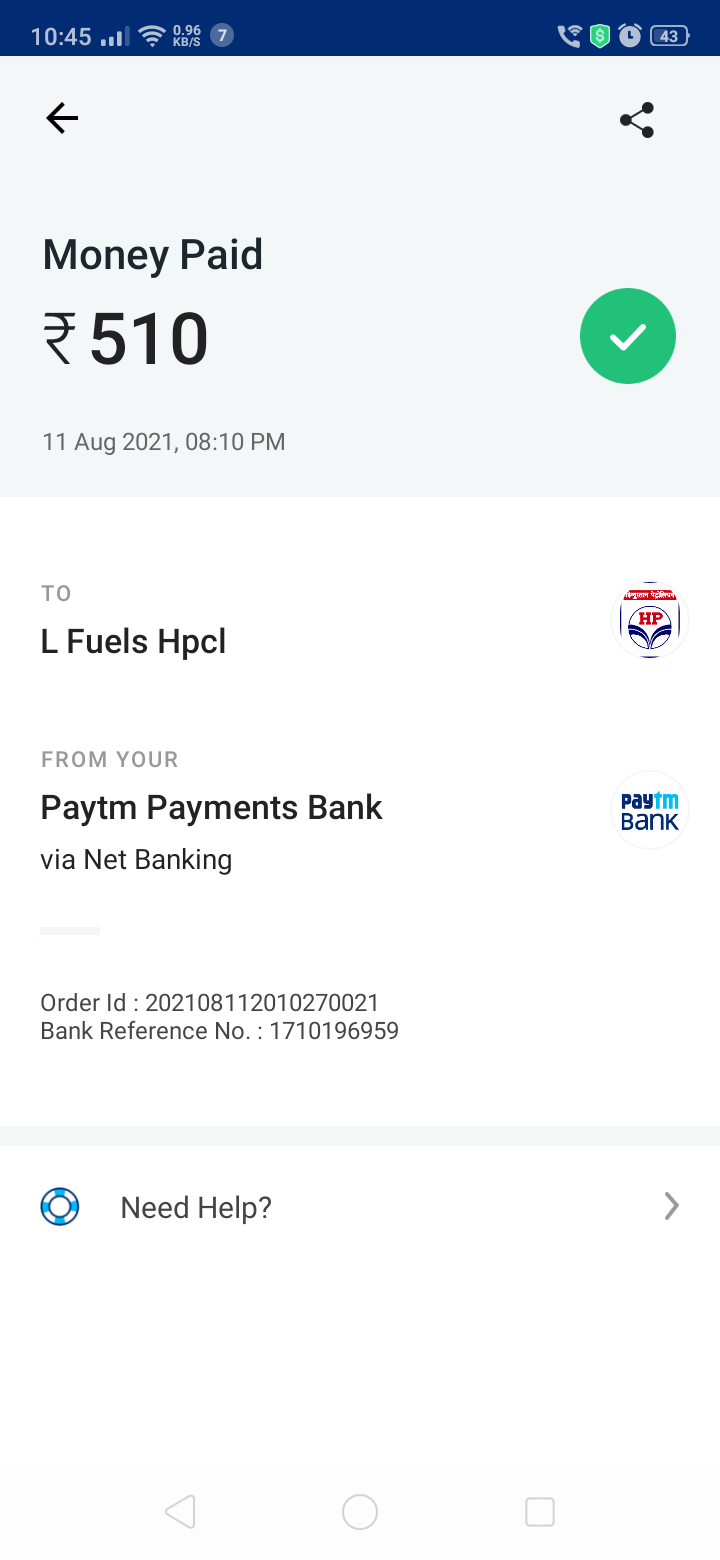 10:45
0.96
KB/S
7
43
Money Paid
₹510
11 Aug 2021, 08:10 PM
TO
L Fuels Hpcl
HP
FROM YOUR
Paytm Payments Bank
paytm
BANK
via Net Banking
Order Id : 202108112010270021
Bank Reference No. : 1710196959
Need Help?